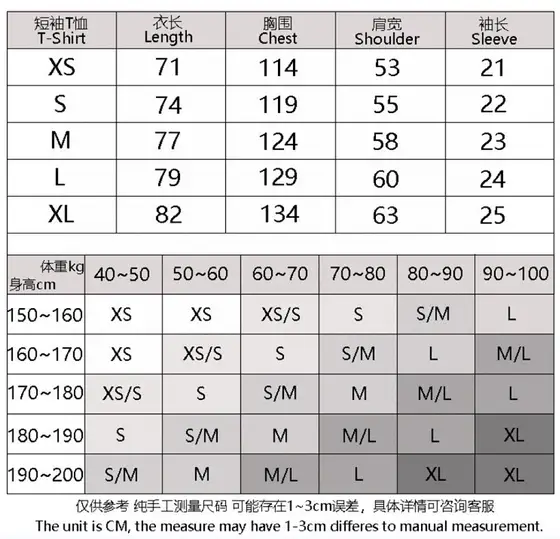 短袖T恤 衣长 胸围 肩宽 袖长
T-Shirt Length Chest Shoulder Sleeve
XS 71 114 53 21
S 74 119 55 22
M 77 124 58 23
L 79 129 60 24
XL 82 134 63 25
体重kg
身高cm 40~50 50~60 60~70 70~80 80~90 90~100
150~160 XS XS XS/S S S/M L
160~170 XS XS/S S S/M L M/L
170~180 XS/S S S/M M M/L L
180~190 S S/M M M/L L XL
190~200 S/M M M/L L XL XL
仅供参考 纯手工测量尺码 可能存在1~3cm误差，具体详情可咨询客服
The unit is CM, the measure may have 1-3cm differes to manual measurement.